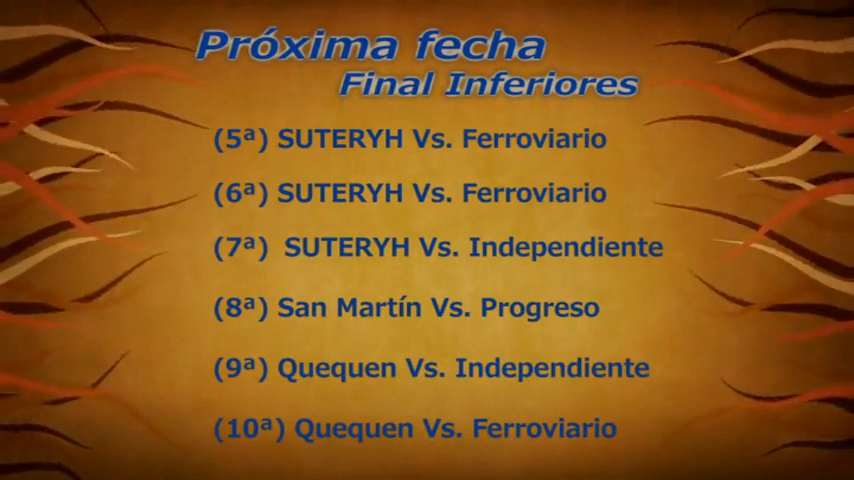 Próxima fecha
Final Inferiores
(5ª) SUTERYH Vs. Ferroviario
(6ª) SUTERYH Vs. Ferroviario
(7ª) SUTERYH Vs. Independiente
(8ª) San Martín Vs. Progreso
(9ª) Quequen Vs. Independiente
(10ª) Quequen Vs. Ferroviario